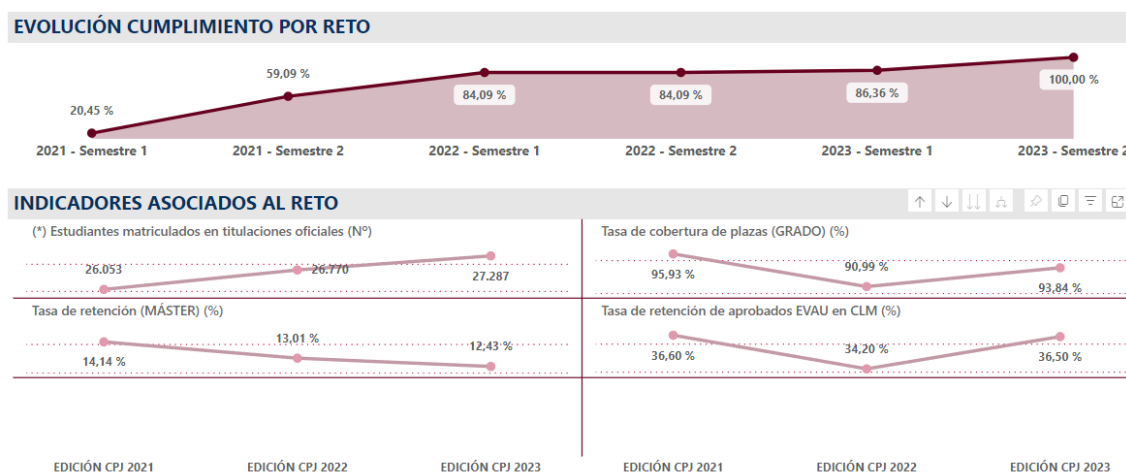 EVOLUCIÓN CUMPLIMIENTO POR RETO
20,45 %
59,09 %
84,09 %
84,09 %
86,36 %
100,00 %
2021 - Semestre 1
2021 - Semestre 2
2022 - Semestre 1
2022 - Semestre 2
2023 - Semestre 1
2023 - Semestre 2
INDICADORES ASOCIADOS AL RETO
(*) Estudiantes matriculados en titulaciones oficiales (Nº)
26.053
26.770
27.287
Tasa de cobertura de plazas (GRADO) (%)
95,93 %
90,99 %
93,84 %
Tasa de retención (MÁSTER) (%)
14,14 %
13,01 %
12,43 %
Tasa de retención de aprobados EVAU en CLM (%)
36,60 %
34,20 %
36,50 %
EDICIÓN CPJ 2021
EDICIÓN CPJ 2022
EDICIÓN CPJ 2023
EDICIÓN CPJ 2021
EDICIÓN CPJ 2022
EDICIÓN CPJ 2023